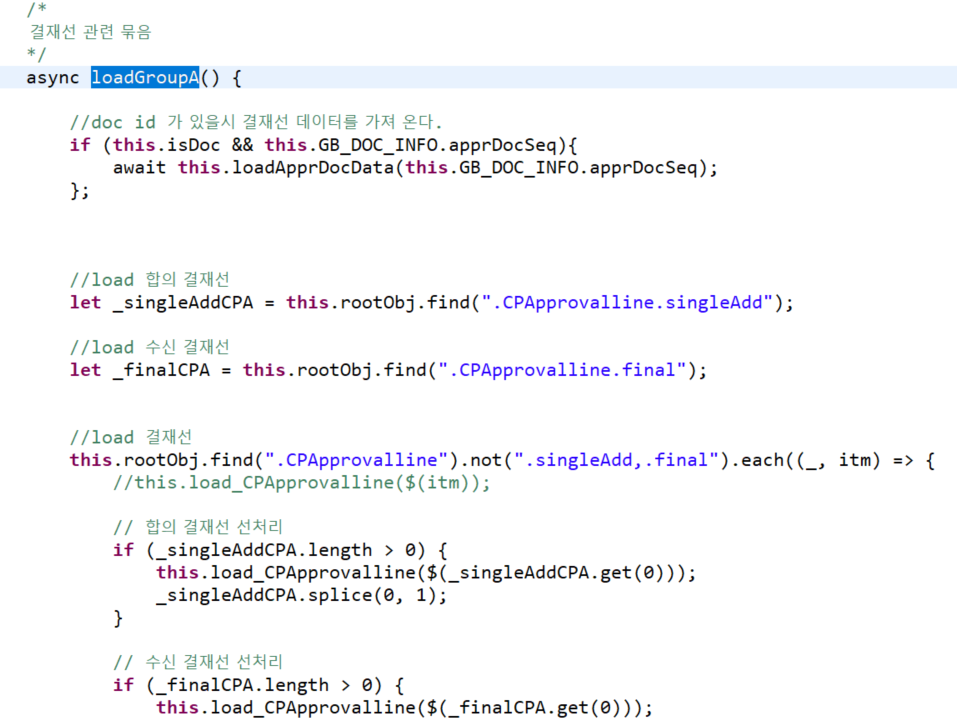 /*
결재선 관련 묶음
*/
async loadGroupA() {
//doc id 가 있을시 결재선 데이터를 가져 온다.
if (this.isDoc && this.GB_DOC_INFO.apprDocSeq){
await this.loadApprDocData(this.GB_DOC_INFO.apprDocSeq);
};
//load 합의 결재선
let _singleAddCPA = this.rootObj.find(".CPApprovalline.singleAdd");
//load 수신 결재선
let _finalCPA = this.rootObj.find(".CPApprovalline.final");
//load 결재선
this.rootObj.find(".CPApprovalline").not(".singleAdd,.final").each((_, itm) => {
//this.load_CPApprovalline($(itm));
// 합의 결재선 선처리
if (_singleAddCPA.length > 0) {
this.load_CPApprovalline($(_singleAddCPA.get(0)));
_singleAddCPA.splice(0, 1);
}
// 수신 결재선 선처리
if (_finalCPA.length > 0) {
this.load_CPApprovalline($(_finalCPA.get(0)));